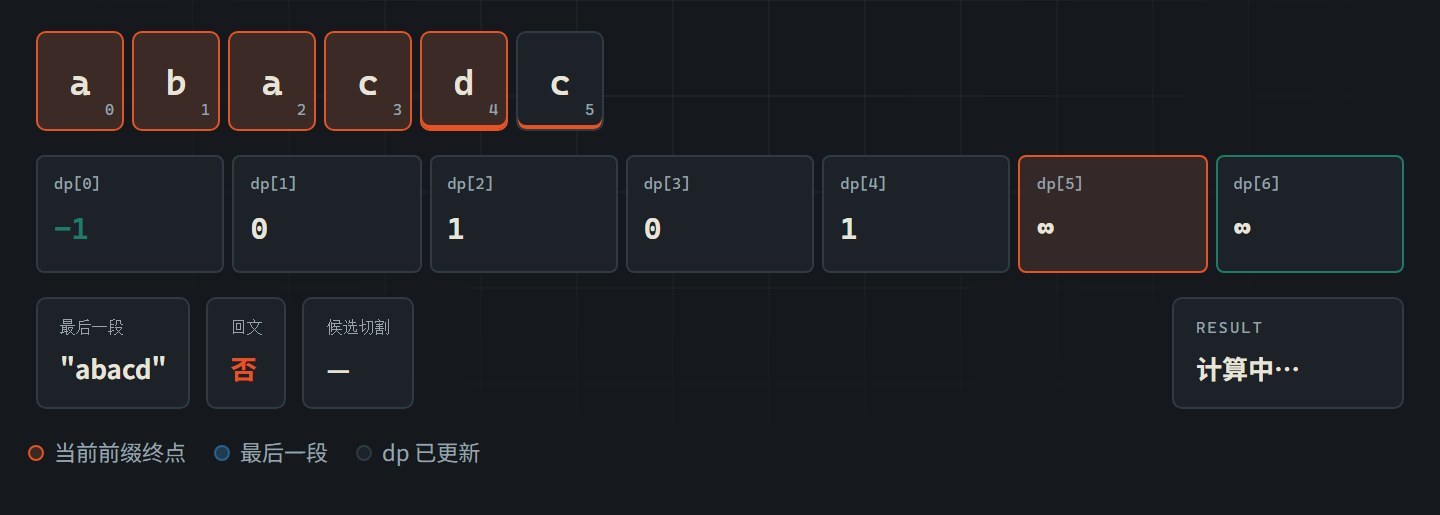 a 0 b 1 a 2 c 3 d 4 c 5
dp[0] dp[1] dp[2] dp[3] dp[4] dp[5] dp[6]
−1 0 1 0 1 ∞ ∞
最后一段 回文 候选切割 RESULT
"abacd" 否 — 计算中…
当前前缀终点 最后一段 dp 已更新